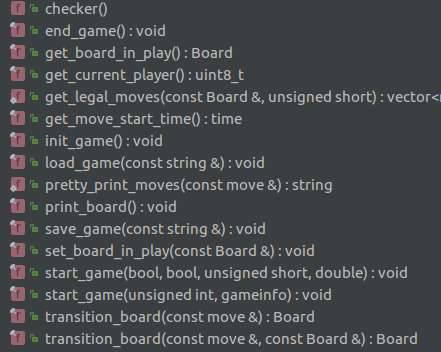 checker()
end_game() : void
get_board_in_play() : Board
get_current_player() : uint8_t
get_legal_moves(const Board &, unsigned short) : vector<
get_move_start_time() : time
init_game() : void
load_game(const string &) : void
pretty_print_moves(const move &) : string
print_board() : void
save_game(const string &) : void
set_board_in_play(const Board &) : void
start_game(bool, bool, unsigned short, double) : void
start_game(unsigned int, gameinfo) : void
transition_board(const move &) : Board
transition_board(const move &, const Board &) : Board